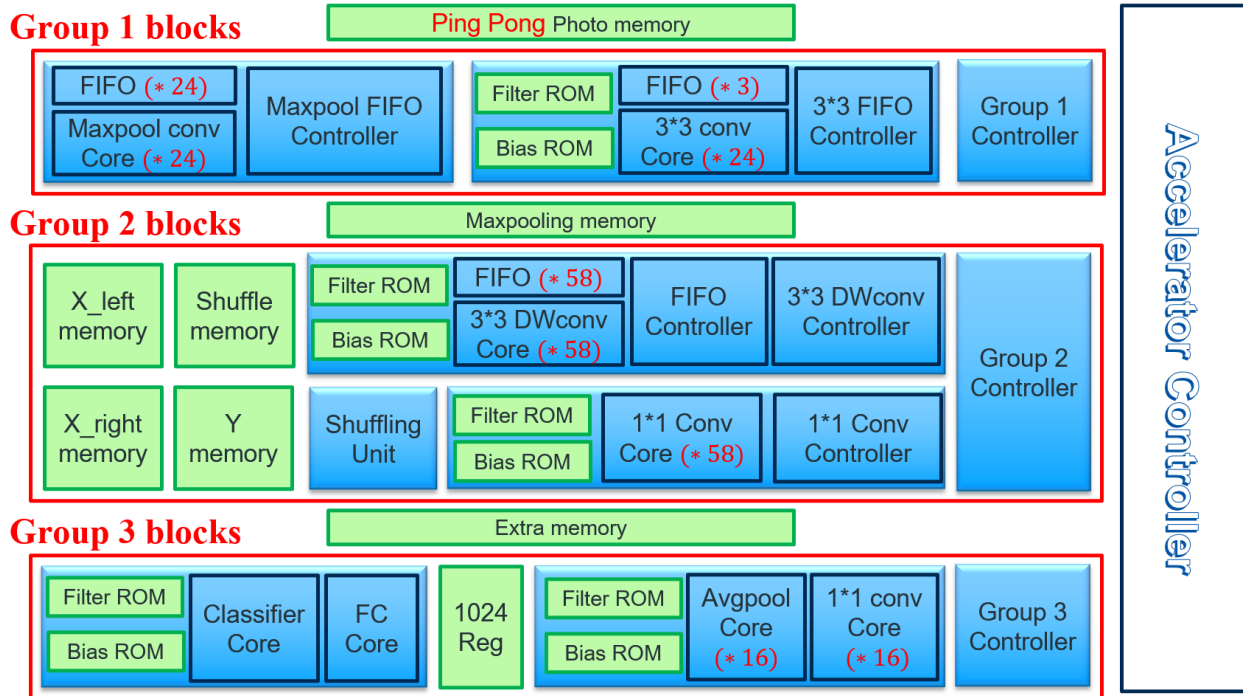 Group 1 blocks
Ping Pong Photo memory
FIFO (* 24)
Maxpool conv
Core (* 24)
Maxpool FIFO
Controller
Filter ROM
Bias ROM
FIFO (* 3)
3*3 conv
Core (* 24)
3*3 FIFO
Controller
Group 1
Controller
Group 2 blocks
Maxpooling memory
X_left
memory
Shuffle
memory
Filter ROM
Bias ROM
FIFO (* 58)
3*3 DWconv
Core (* 58)
FIFO
Controller
3*3 DWconv
Controller
Group 2
Controller
X_right
memory
Y
memory
Shuffling
Unit
Filter ROM
Bias ROM
1*1 Conv
Core (* 58)
1*1 Conv
Controller
Group 3 blocks
Extra memory
Filter ROM
Bias ROM
Classifier
Core
FC
Core
1024
Reg
Filter ROM
Bias ROM
Avgpool
Core
(* 16)
1*1 conv
Core
(* 16)
Group 3
Controller
Accelerator Controller